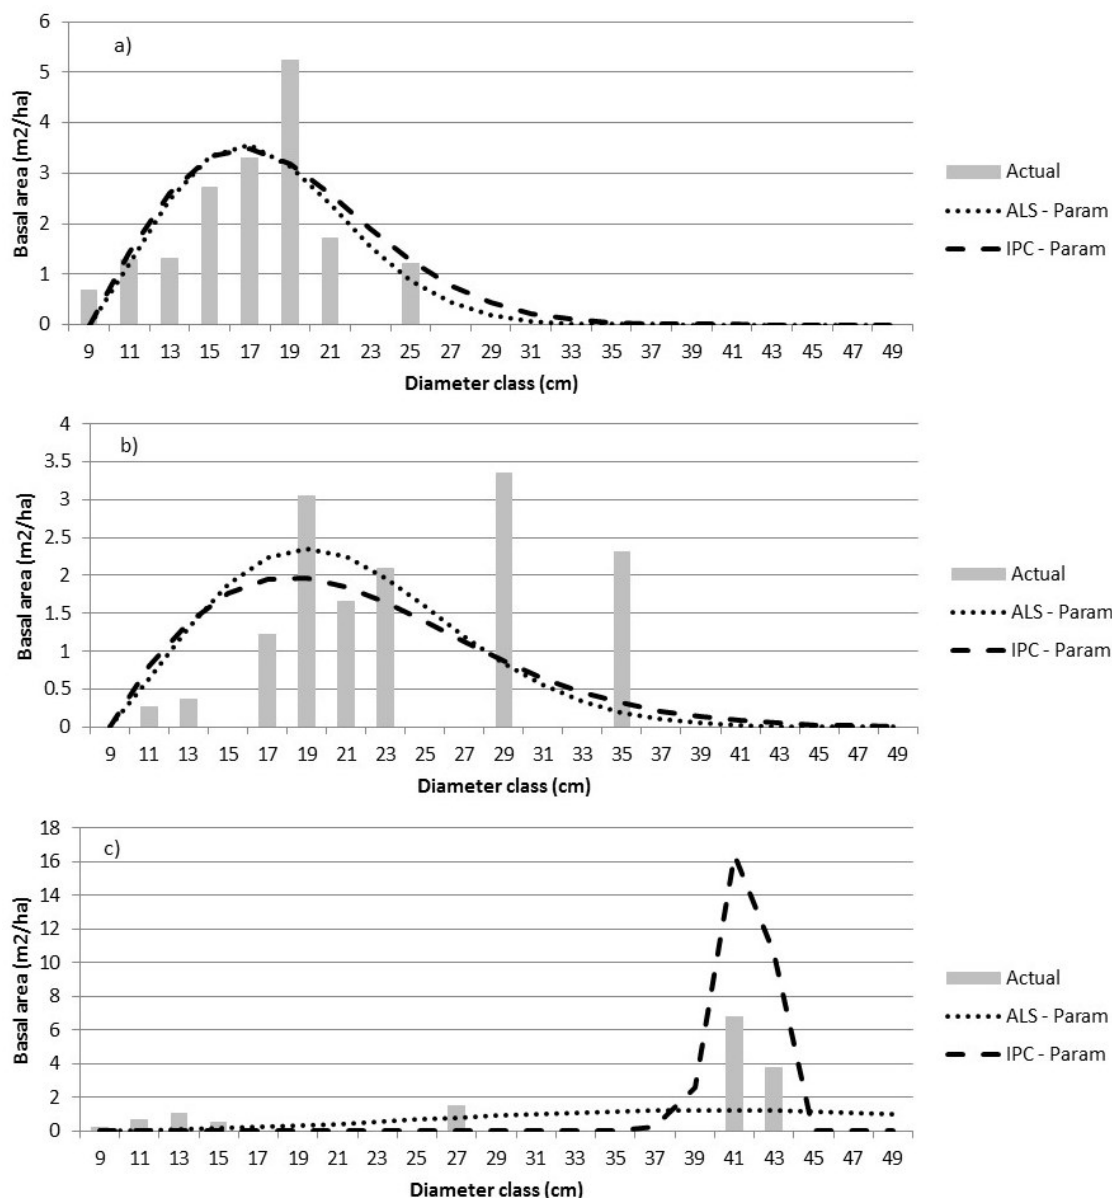 6
a)
5
4
3
2
1
0
Basal area (m2/ha)
9 11 13 15 17 19 21 23 25 27 29 31 33 35 37 39 41 43 45 47 49
Diameter class (cm)
Actual
ALS - Param
IPC - Param
4
b)
3.5
3
2.5
2
1.5
1
0.5
0
Basal area (m2/ha)
9 11 13 15 17 19 21 23 25 27 29 31 33 35 37 39 41 43 45 47 49
Diameter class (cm)
Actual
ALS - Param
IPC - Param
18
c)
16
14
12
10
8
6
4
2
0
Basal area (m2/ha)
9 11 13 15 17 19 21 23 25 27 29 31 33 35 37 39 41 43 45 47 49
Diameter class (cm)
Actual
ALS - Param
IPC - Param